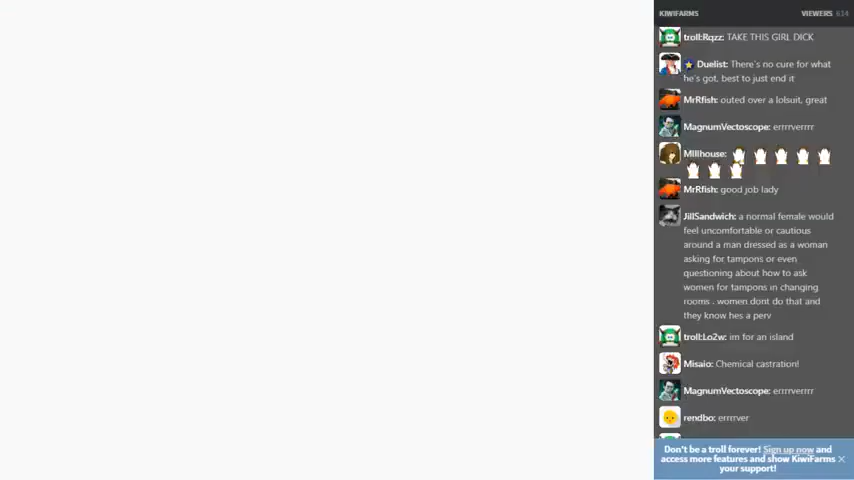 KIWIFARMS
VIEWERS 614
troll:Rqzz: TAKE THIS GIRL DICK
Duelist: There's no cure for what
he's got, best to just end it
MrRfish: outed over a lolsuit, great
MagnumVectoscope: errrrverrrr
Millhouse:
MrRfish: good job lady
JillSandwich: a normal female would
feel uncomfortable or cautious
around a man dressed as a woman
asking for tampons or even
questioning about how to ask
women for tampons in changing
rooms . women dont do that and
they know hes a perv
troll:Lo2w: im for an island
Misaio: Chemical castration!
MagnumVectoscope: errrrverrrr
rendbo: errrrver
Don't be a troll forever! Sign up now and
access more features and show KiwiFarms
your support!